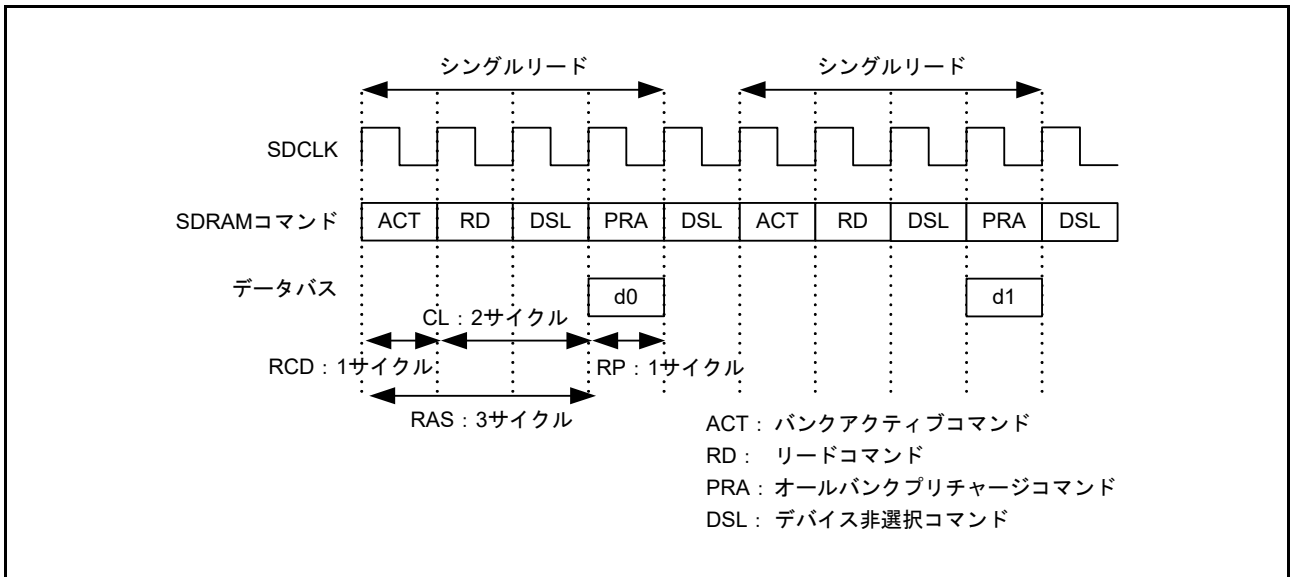 シングルリード シングルリード
SDCLK
SDRAMコマンド ACT RD DSL PRA DSL ACT RD DSL PRA DSL
データバス d0 d1
CL：2サイクル
RCD：1サイクル RP：1サイクル
RAS：3サイクル
ACT： バンクアクティブコマンド
RD： リードコマンド
PRA： オールバンクプリチャージコマンド
DSL： デバイス非選択コマンド